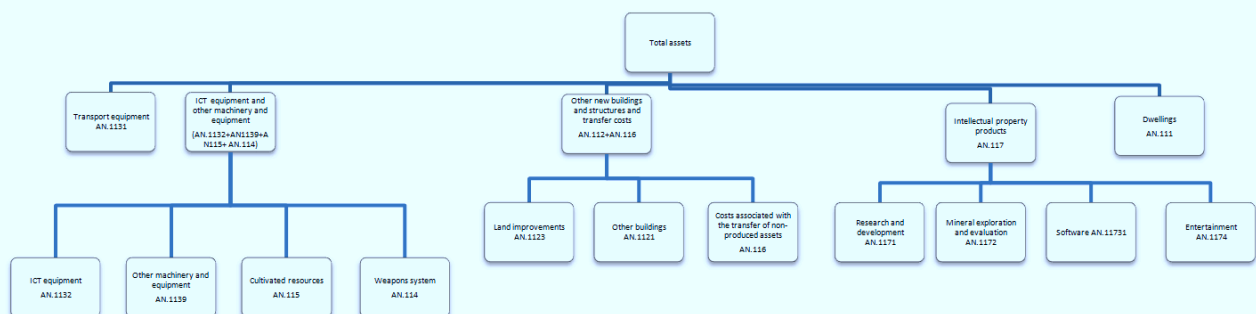 Total assets
Transport equipment
AN.1131
ICT equipment and
other machinery and
equipment
(AN.1132+AN1139+A
N115+ AN.114)
Other new buildings
and structures and
transfer costs
AN.112+AN.116
Intellectual property
products
AN.117
Dwellings
AN.111
Land improvements
AN.1123
Other buildings
AN.1121
Costs associated with
the transfer of non-
produced assets
AN.116
Research and
development
AN.1171
Mineral exploration
and evaluation
AN.1172
Software AN.11731
Entertainment
AN.1174
ICT equipment
AN.1132
Other machinery and
equipment
AN.1139
Cultivated resources
AN.115
Weapons system
AN.114